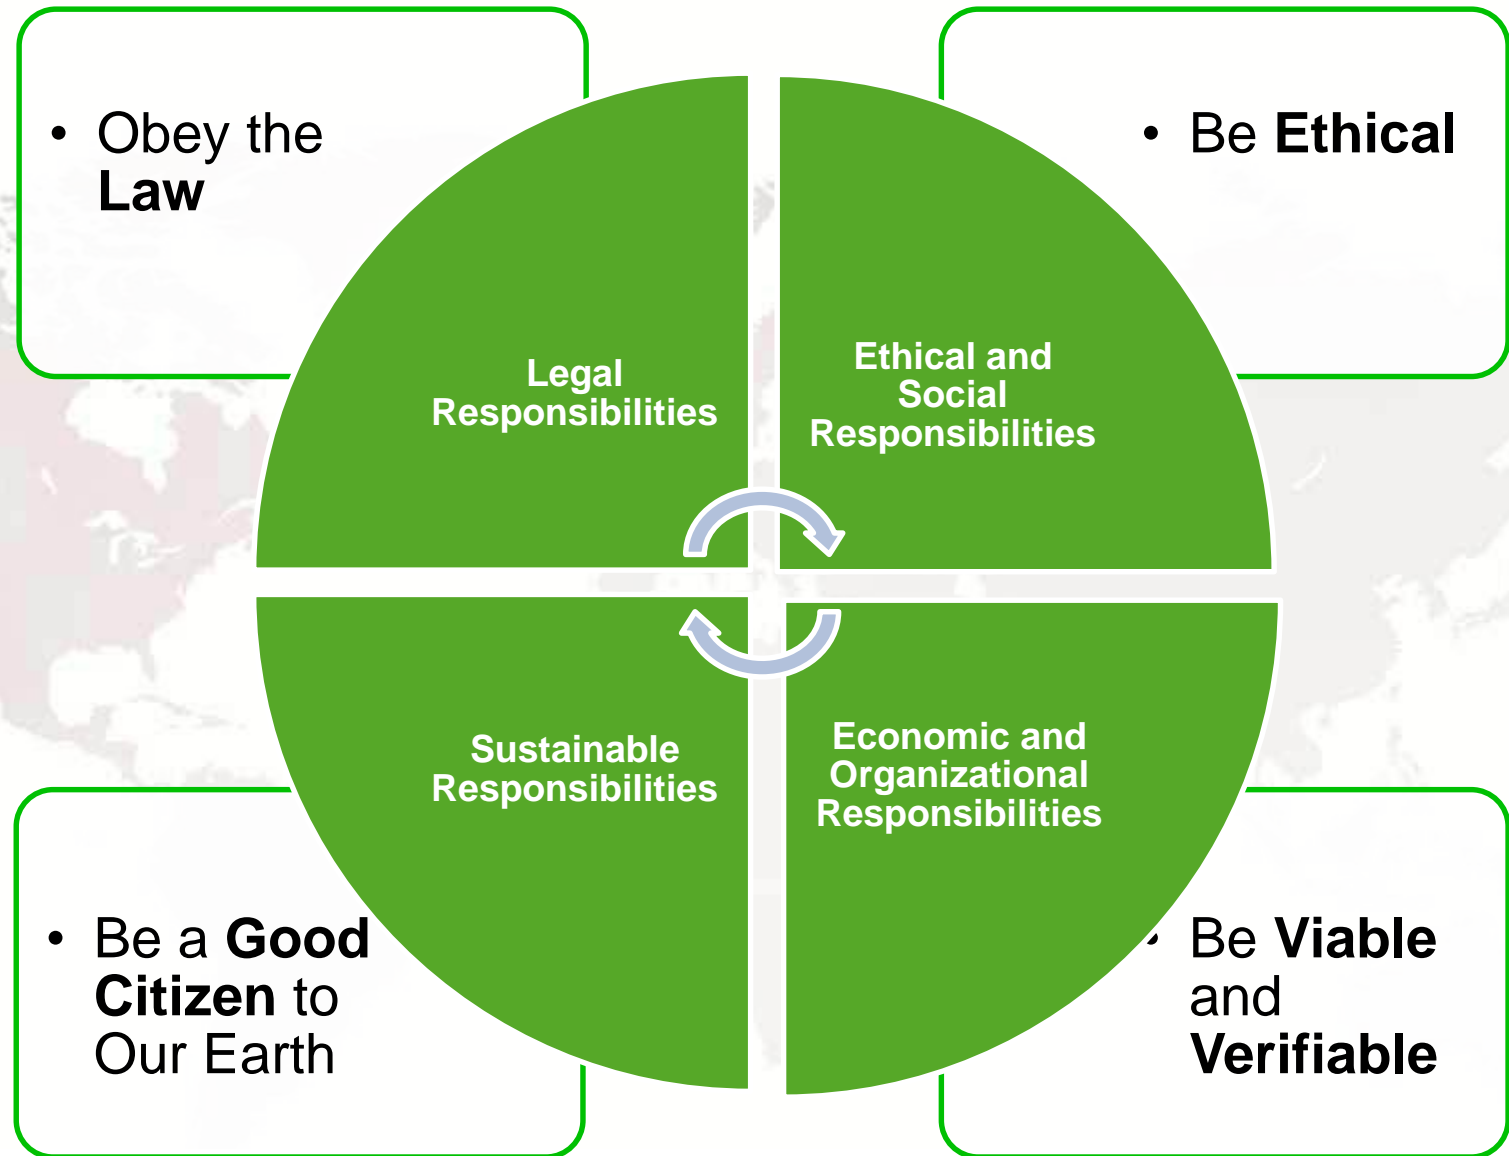 • Obey the
Law
• Be Ethical
Legal
Responsibilities
Ethical and
Social
Responsibilities
Sustainable
Responsibilities
Economic and
Organizational
Responsibilities
• Be a Good
Citizen to
Our Earth
• Be Viable
and
Verifiable